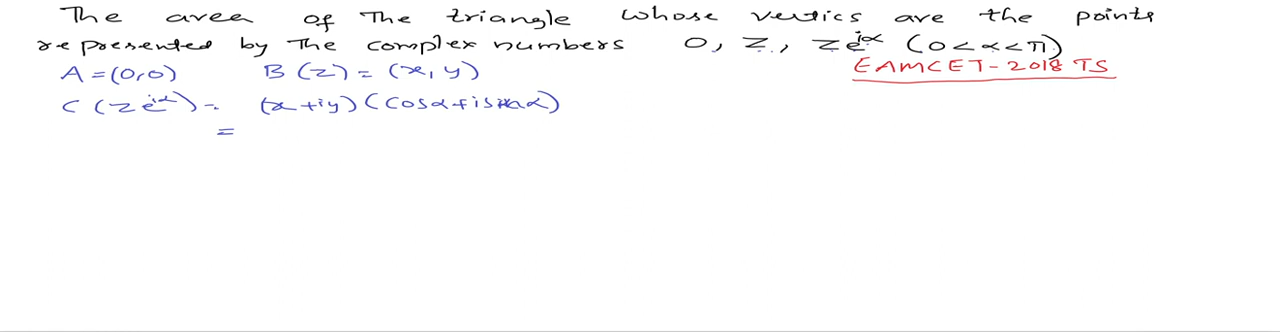 The area of The triangle whose vertics are the points
represented by The complex numbers 0, z, ze^{iα} (0<α<π)
EAMCET-2018 TS
A=(0,0) B(z)=(x,y)
C(ze^{iα})= (x+iy)(cosα+isinα)
=